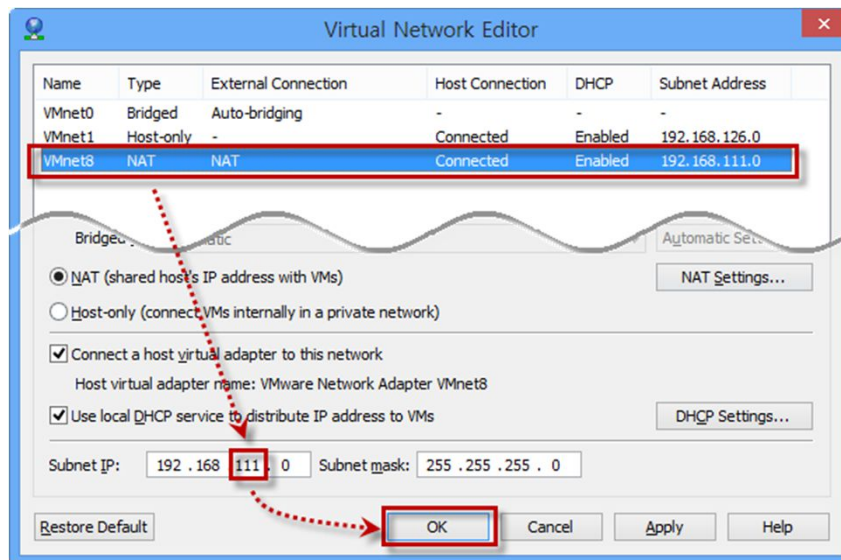 Virtual Network Editor
Name Type External Connection Host Connection DHCP Subnet Address
VMnet0 Bridged Auto-bridging - - -
VMnet1 Host-only - Connected Enabled 192.168.126.0
VMnet8 NAT NAT Connected Enabled 192.168.111.0
NAT (shared host's IP address with VMs) NAT Settings...
Host-only (connect VMs internally in a private network)
Connect a host virtual adapter to this network
Host virtual adapter name: VMware Network Adapter VMnet8
Use local DHCP service to distribute IP address to VMs DHCP Settings...
Subnet IP: 192 . 168 . 111 . 0 Subnet mask: 255 . 255 . 255 . 0
Restore Default OK Cancel Apply Help